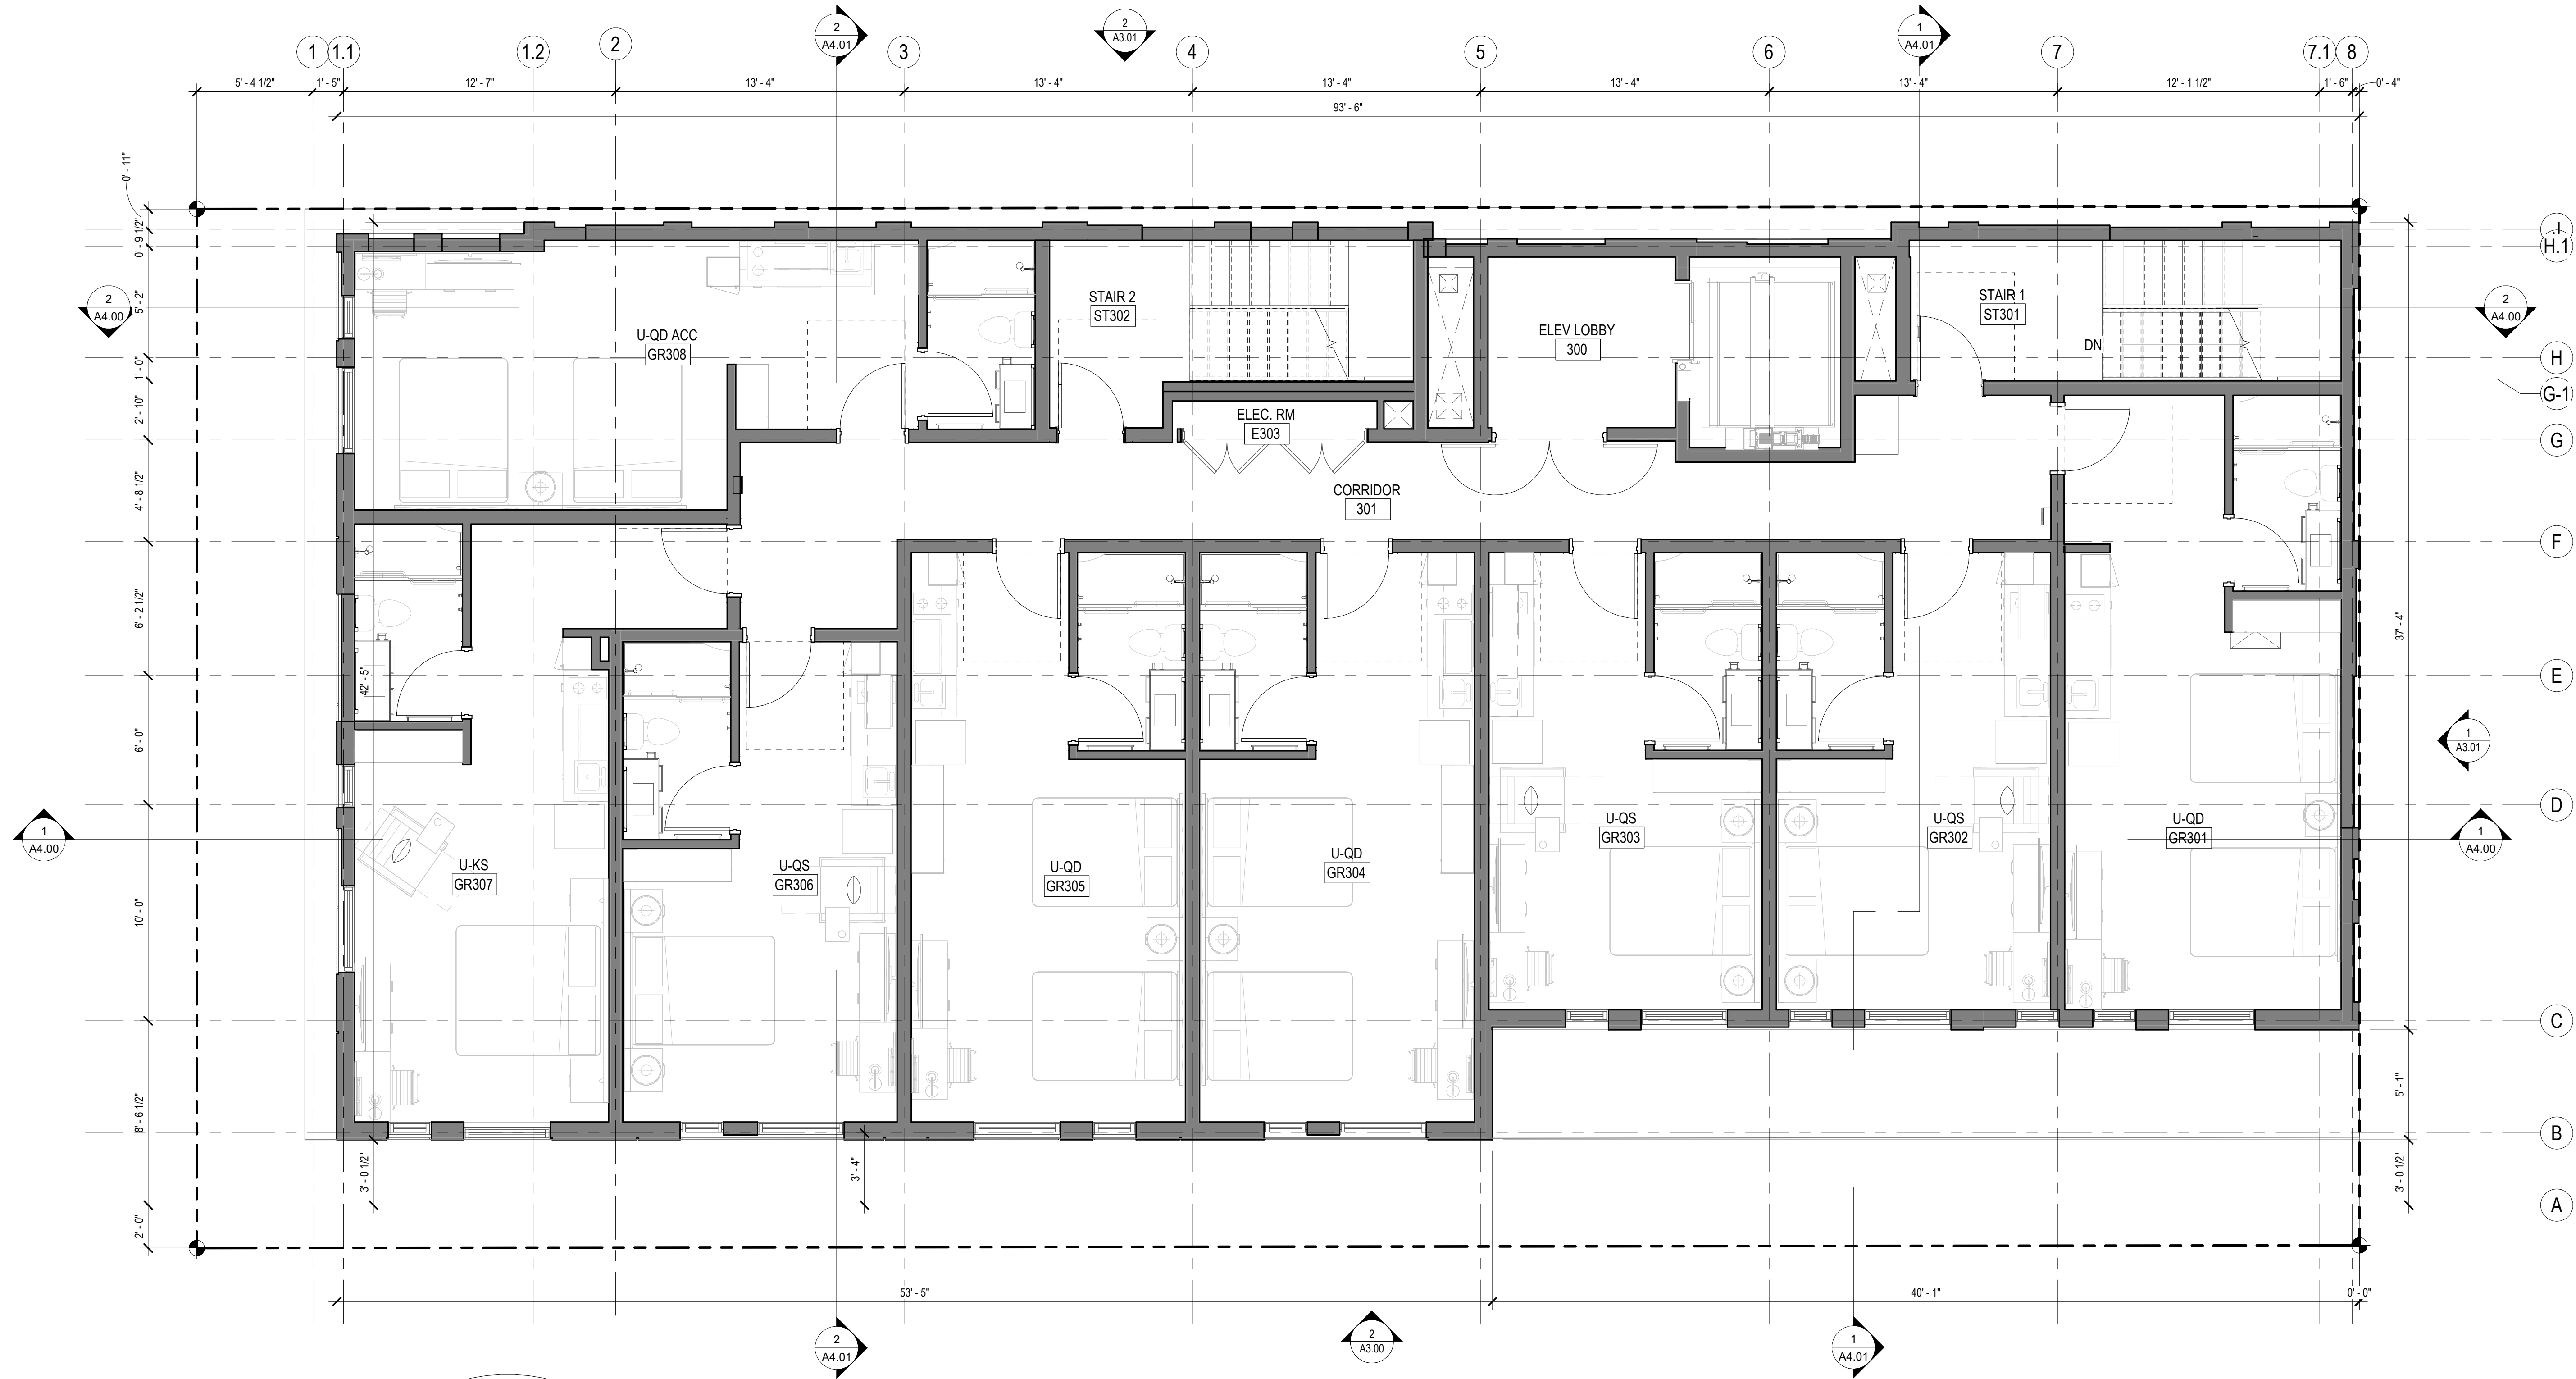 2
A4.01
2
A3.01
1
A4.01
1
1.1
1.2
2
3
4
5
6
7
7.1
8
5' - 4 1/2"
1' - 5"
12' - 7"
13' - 4"
13' - 4"
13' - 4"
13' - 4"
13' - 4"
12' - 1 1/2"
1' - 6"
0' - 4"
93' - 6"
0' - 11"
0' - 9 1/2"
5' - 2"
1' - 0"
2' - 10"
4' - 8 1/2"
6' - 2 1/2"
6' - 0"
10' - 0"
8' - 6 1/2"
2' - 0"
I
H.1
H
G-1
G
F
E
D
C
B
A
2
A4.00
2
A4.00
U-QD ACC
GR308
STAIR 2
ST302
ELEV LOBBY
300
STAIR 1
ST301
DN
ELEC. RM
E303
CORRIDOR
301
42' - 5"
37' - 4"
1
A3.01
1
A4.00
1
A4.00
U-KS
GR307
U-QS
GR306
U-QD
GR305
U-QD
GR304
U-QS
GR303
U-QS
GR302
U-QD
GR301
5' - 1"
3' - 0 1/2"
3' - 4"
3' - 0 1/2"
53' - 5"
40' - 1"
0' - 0"
2
A4.01
2
A3.00
1
A4.01